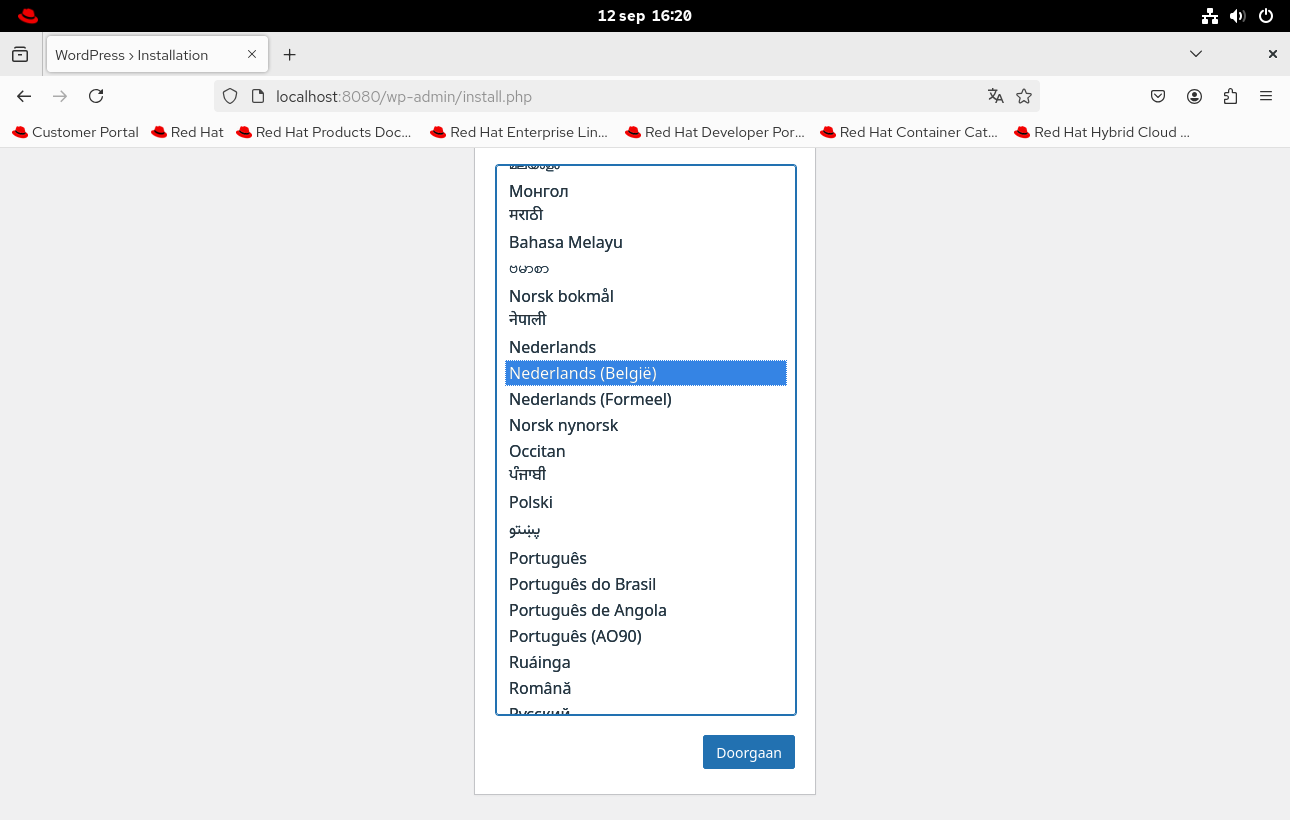 12 sep 16:20
WordPress › Installation
localhost:8080/wp-admin/install.php
Customer Portal Red Hat Red Hat Products Doc... Red Hat Enterprise Lin... Red Hat Developer Por... Red Hat Container Cat... Red Hat Hybrid Cloud ...
Монгол
मराठी
Bahasa Melayu
ဗမာစာ
Norsk bokmål
नेपाली
Nederlands
Nederlands (België)
Nederlands (Formeel)
Norsk nynorsk
Occitan
ਪੰਜਾਬੀ
Polski
پښتو
Português
Português do Brasil
Português de Angola
Português (AO90)
Ruáinga
Română
Русский
Doorgaan